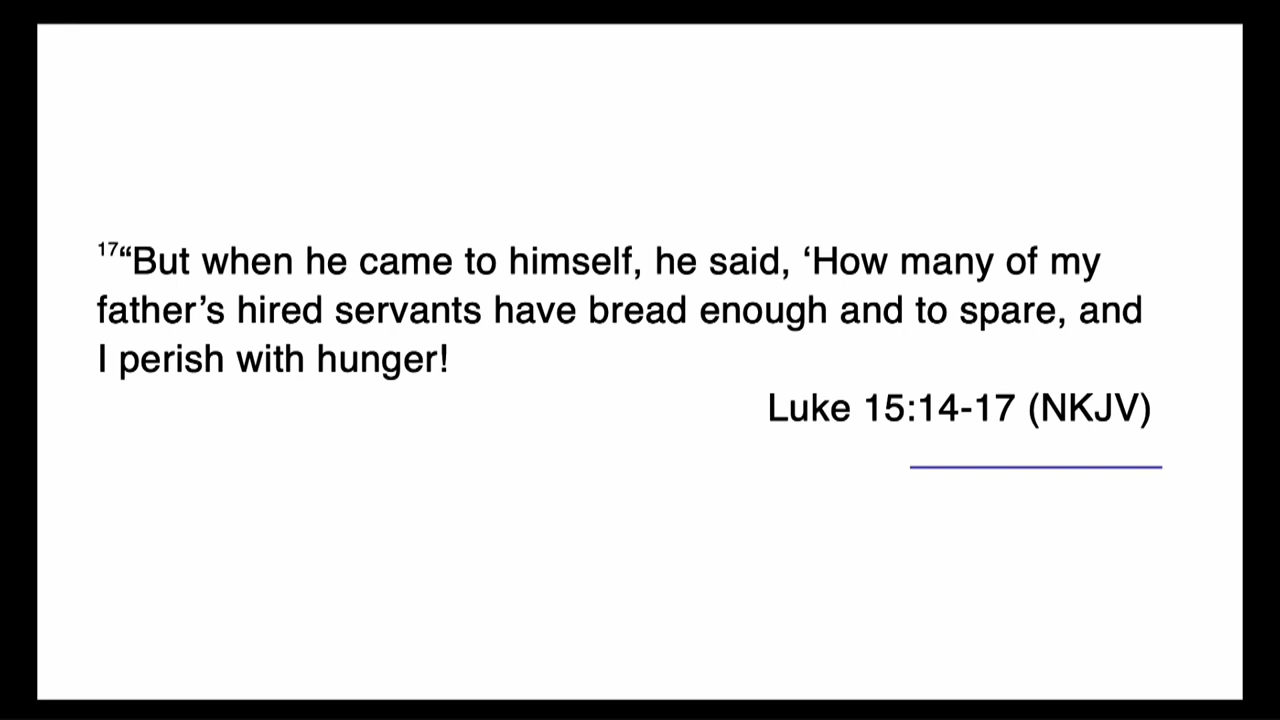 ¹⁷“But when he came to himself, he said, ‘How many of my
father’s hired servants have bread enough and to spare, and
I perish with hunger!
Luke 15:14-17 (NKJV)